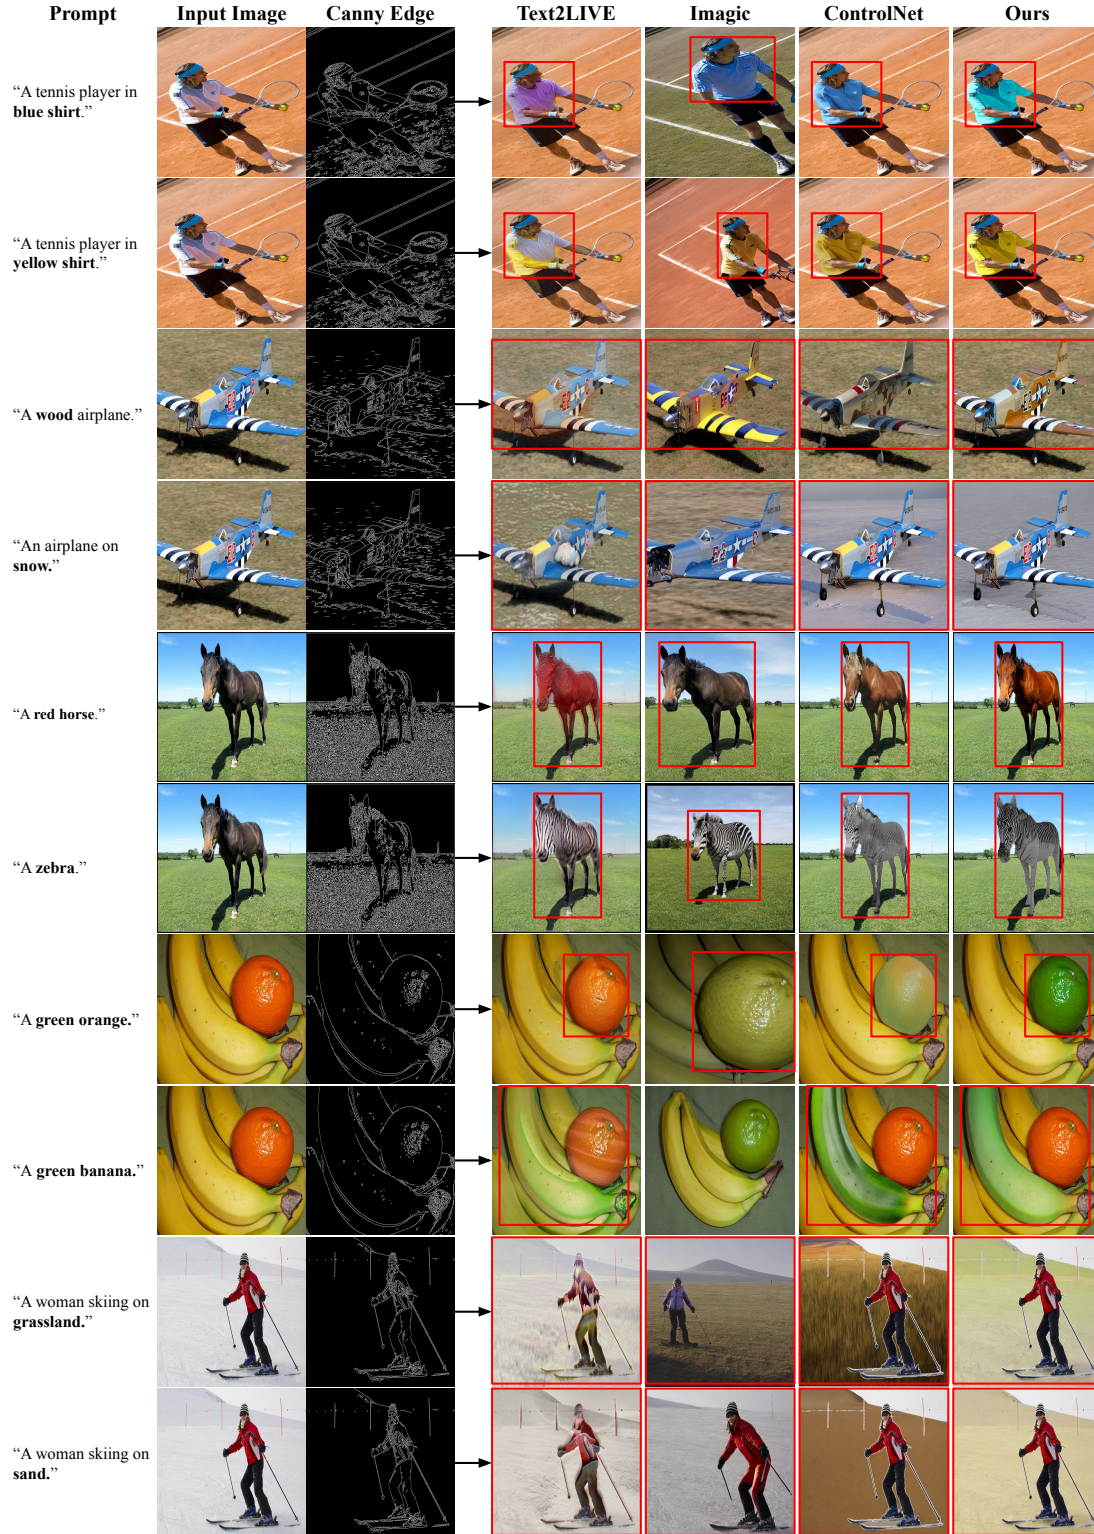 Prompt Input Image Canny Edge Text2LIVE Imagic ControlNet Ours
“A tennis player in
blue shirt.”
“A tennis player in
yellow shirt.”
“A wood airplane.”
“An airplane on
snow.”
“A red horse.”
“A zebra.”
“A green orange.”
“A green banana.”
“A woman skiing on
grassland.”
“A woman skiing on
sand.”